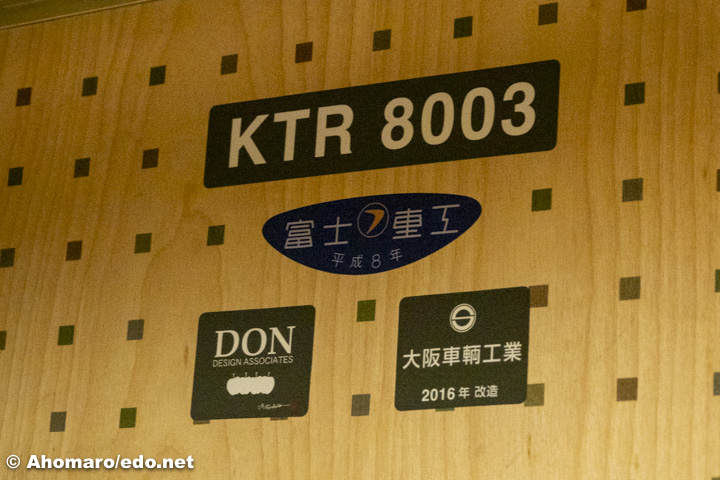 KTR 8003
富士重工
平成8年
DON
DESIGN ASSOCIATES
大阪車輌工業
2016年 改造
© Ahomaro/edo.net